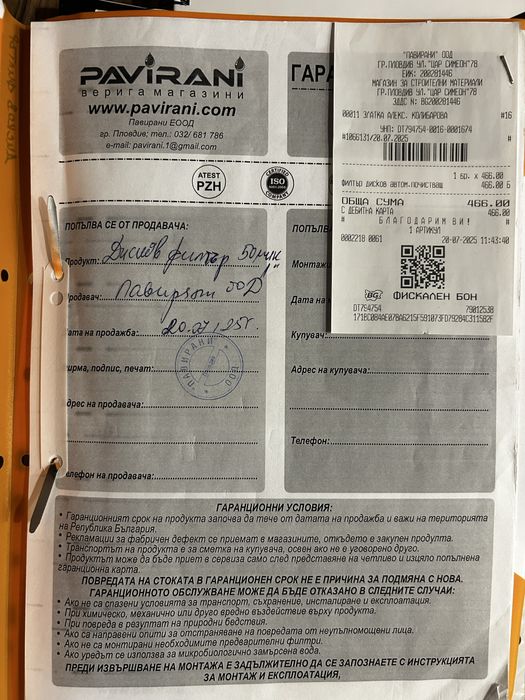 PAVIRANI
верига магазини
www.pavirani.com
Павирани ЕООД
гр. Пловдив; тел.: 032/ 681 786
e-mail: pavirani.1@gmail.com
ГАРА
ATEST
PZH
CERTIFIED
ISO
COMPANY
ПОПЪЛВА СЕ ОТ ПРОДАВАЧА:
Продукт: Дисков филтър 50
родавач: Павирани ООД
ата на продажба: 20.07.25г.
ирма, подпис, печат:
ПАВИРАНИ ООД
дрес на продавача:
елефон на продавача:
ПОПЪЛВ
Монтаж
Дата на
Купувач:
Адрес на купувача:
Телефон:
"ПАВИРАНИ" ООД
ГР.ПЛОВДИВ УЛ."ЦАР СИМЕОН"78
ЕИК: 200281446
МАГАЗИН ЗА СТРОИТЕЛНИ МАТЕРИАЛИ
ГР.ПЛОВДИВ УЛ."ЦАР СИМЕОН"78
ЗДДС N: BG200281446
00011 ЗЛАТКА АЛЕКС. КОЛИБАРОВА #16
УНП: DT794754-0016-0001674
#1066131/20.07.2025
1 бр. x 466.00
ФИЛТЪР ДИСКОВ АВТОМ.ПОЧИСТВАЩ 466.00 Б
ОБЩА СУМА 466.00
С ДЕБИТНА КАРТА 466.00
# БЛАГОДАРИМ ВИ! #
1 АРТИКУЛ
0002218 0061 20-07-2025 11:43:40
BG ФИСКАЛЕН БОН
DT794754
ГАРАНЦИОННИ УСЛОВИЯ:
• Гаранционният срок на продукта започва да тече от датата на продажба и важи на територията
на Република България.
• Рекламации за фабричен дефект се приемат в магазините, откъдето е закупен продукта.
• Транспортът на продукта е за сметка на купувача, освен ако не е уговорено друго.
• Продуктът може да бъде приет в сервиза само след представяне на четливо и изцяло попълнена
гаранционна карта.
ПОВРЕДАТА НА СТОКАТА В ГАРАНЦИОНЕН СРОК НЕ Е ПРИЧИНА ЗА ПОДМЯНА С НОВА.
ГАРАНЦИОННОТО ОБСЛУЖВАНЕ МОЖЕ ДА БЪДЕ ОТКАЗАНО В СЛЕДНИТЕ СЛУЧАИ:
• Ако не са спазени условията за транспорт, съхранение, инсталиране и експлоатация.
• При химическо, механично или друго вредно въздействие върху продукта.
• При повреда в резултат на природни бедствия.
• Ако са направени опити за отстраняване на повредата от неупълномощени лица.
• Ако не са монтирани необходимите предварителни филтри.
• Ако уредът се използва за микробиологично замърсена вода.
ПРЕДИ ИЗВЪРШВАНЕ НА МОНТАЖА Е ЗАДЪЛЖИТЕЛНО ДА СЕ ЗАПОЗНАЕТЕ С ИНСТРУКЦИЯТА
ЗА МОНТАЖ И ЕКСПЛОАТАЦИЯ,